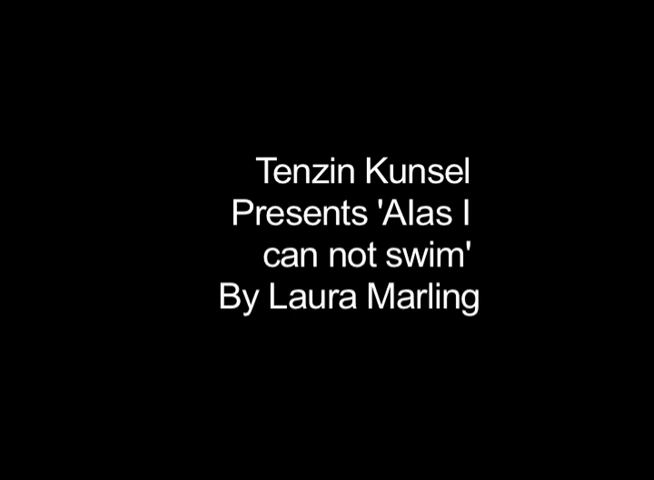 Tenzin Kunsel
Presents 'Alas I
can not swim'
By Laura Marling